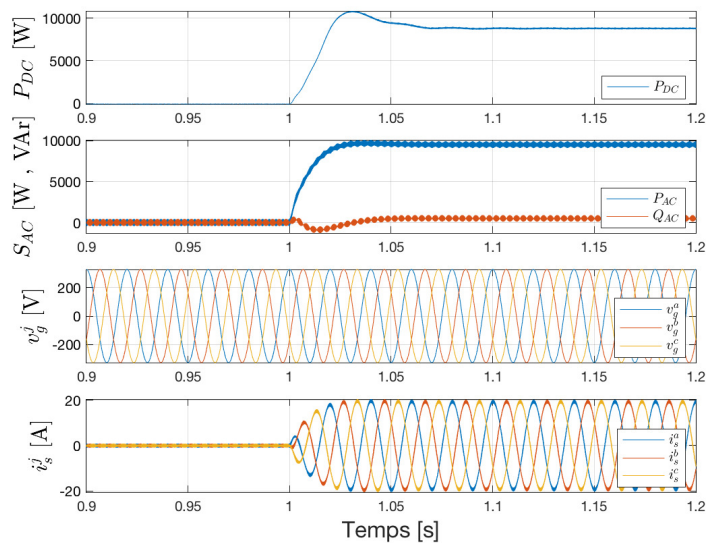 P_DC [W]
10000
5000
0
P_DC
0.9 0.95 1 1.05 1.1 1.15 1.2
S_AC [W , VAr]
10000
5000
0
P_AC
Q_AC
0.9 0.95 1 1.05 1.1 1.15 1.2
v_g^j [V]
200
0
-200
v_g^a
v_g^b
v_g^c
0.9 0.95 1 1.05 1.1 1.15 1.2
i_s^j [A]
20
0
-20
i_s^a
i_s^b
i_s^c
0.9 0.95 1 1.05 1.1 1.15 1.2
Temps [s]